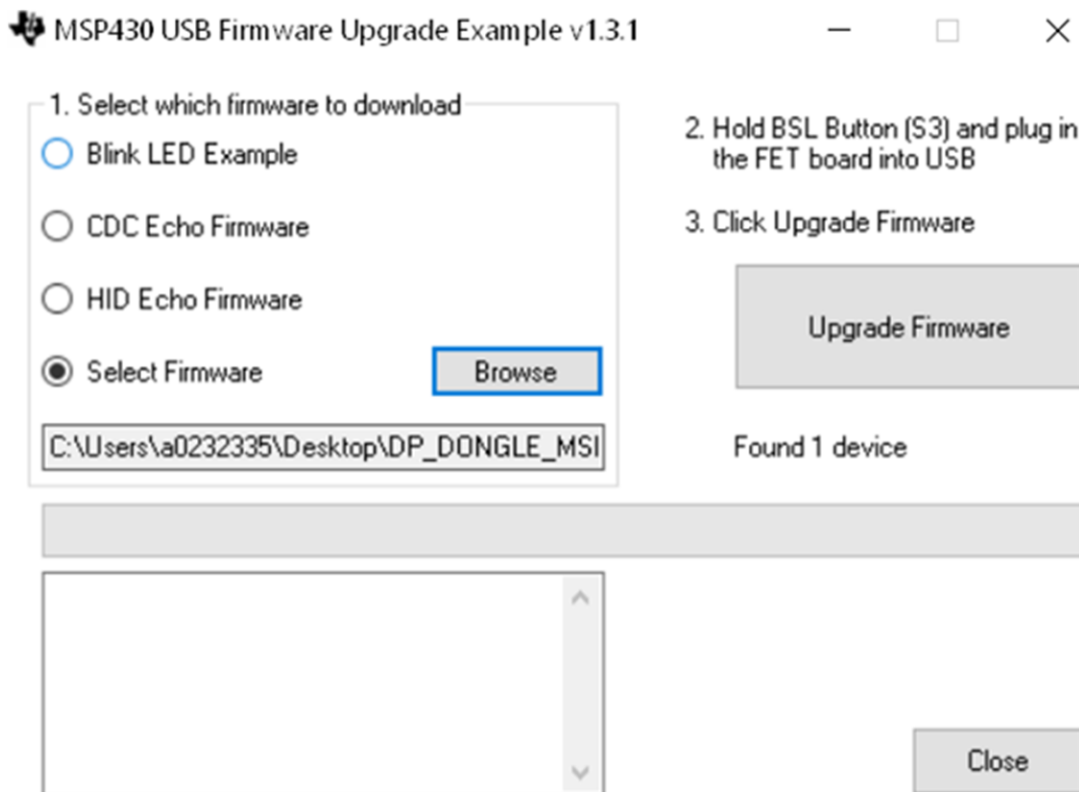 MSP430 USB Firmware Upgrade Example v1.3.1
1. Select which firmware to download
Blink LED Example
CDC Echo Firmware
HID Echo Firmware
Select Firmware
Browse
C:\Users\a0232335\Desktop\DP_DONGLE_MSI
2. Hold BSL Button (S3) and plug in
the FET board into USB
3. Click Upgrade Firmware
Upgrade Firmware
Found 1 device
Close